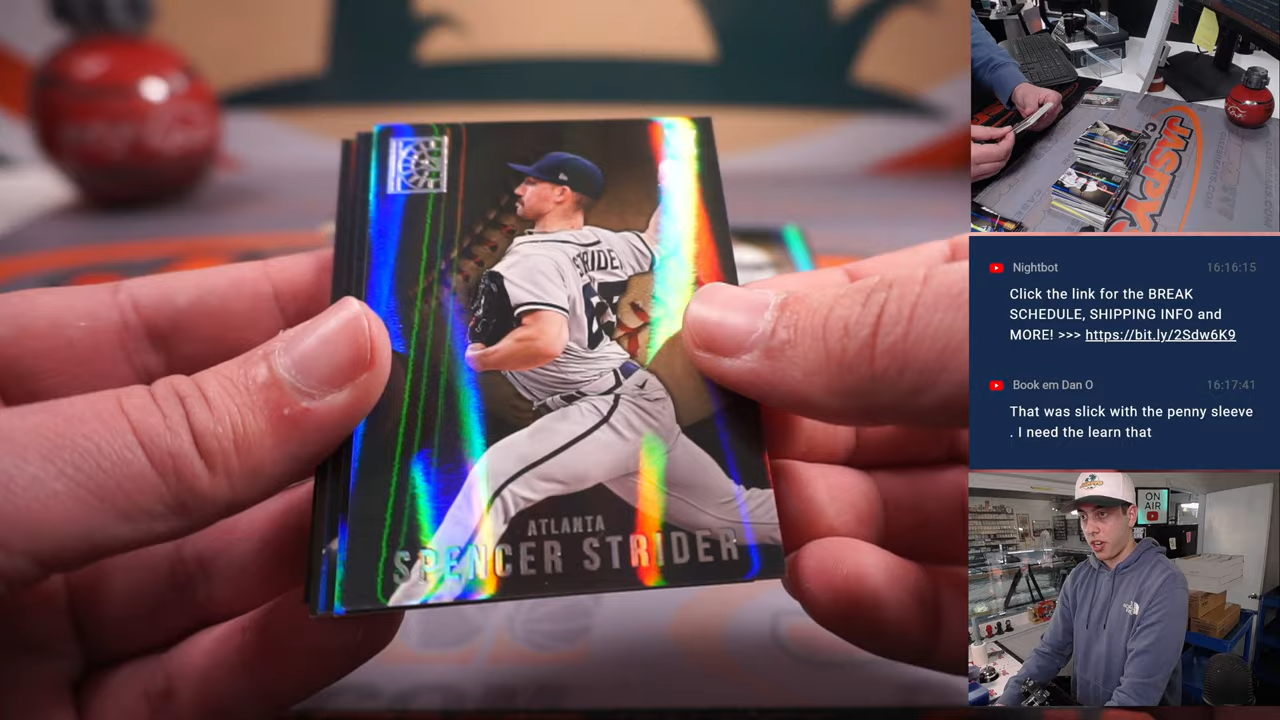 STRIDER
ATLANTA
SPENCER STRIDER
JASPY
Nightbot
16:16:15
Click the link for the BREAK
SCHEDULE, SHIPPING INFO and
MORE! >>> https://bit.ly/2Sdw6K9
Book em Dan O
16:17:41
That was slick with the penny sleeve
. I need the learn that
ON
AIR